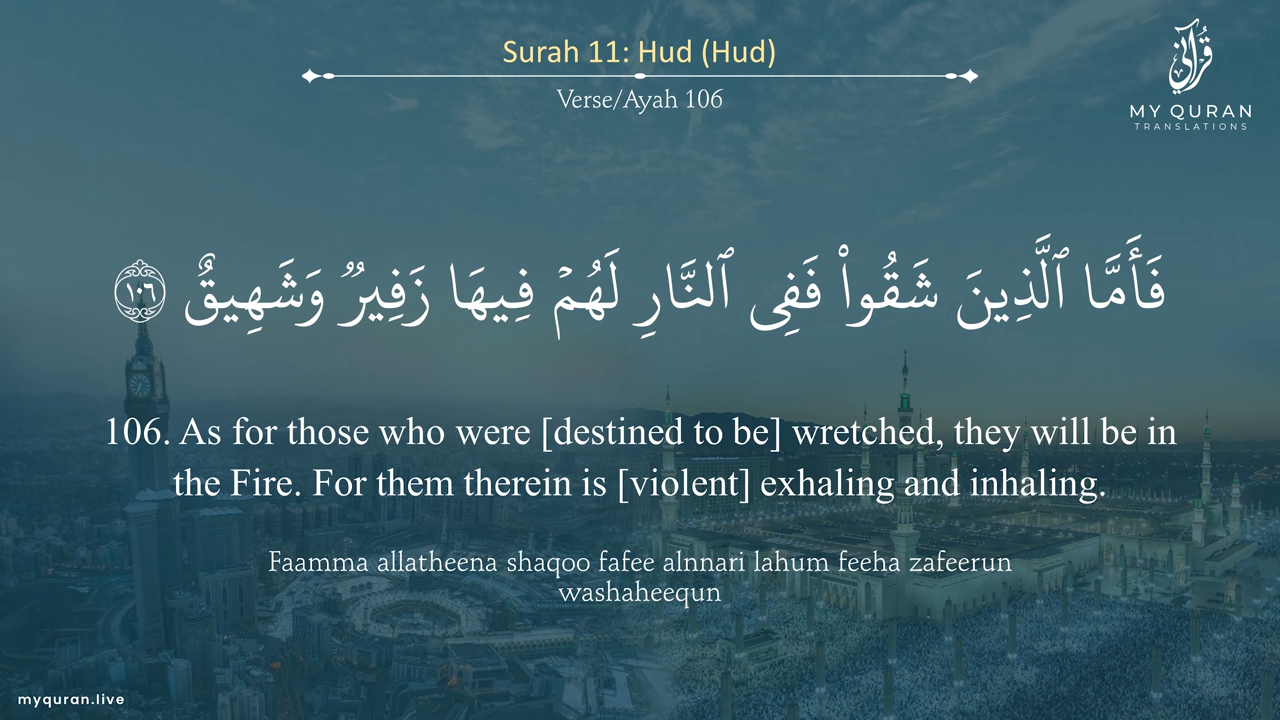 Surah 11: Hud (Hud)
Verse/Ayah 106
قرآني
MY QURAN
TRANSLATIONS
فَأَمَّا ٱلَّذِينَ شَقُوا۟ فَفِى ٱلنَّارِ لَهُمْ فِيهَا زَفِيرٌ وَشَهِيقٌ ١٠٦
106. As for those who were [destined to be] wretched, they will be in
the Fire. For them therein is [violent] exhaling and inhaling.
Faamma allatheena shaqoo fafee alnnari lahum feeha zafeerun
washaheequn
myquran.live